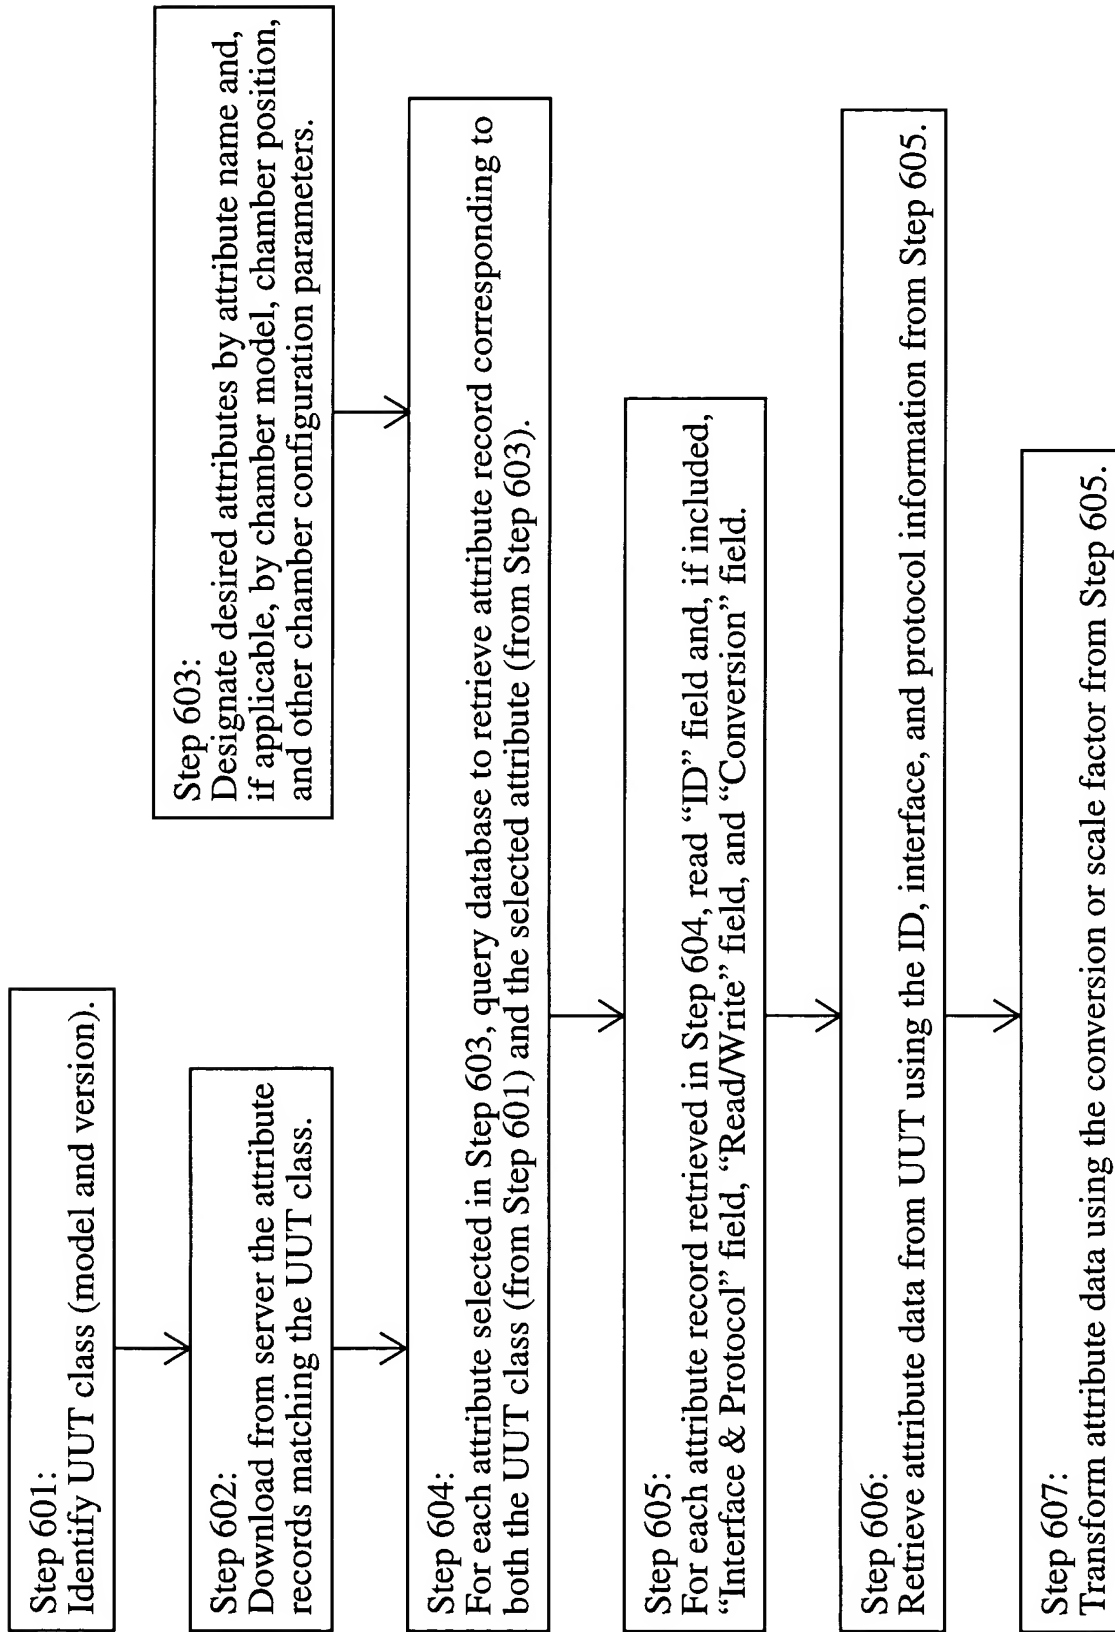 Step 601:
Identify UUT class (model and version).
Step 602:
Download from server the attribute
records matching the UUT class.
Step 603:
Designate desired attributes by attribute name and,
if applicable, by chamber model, chamber position,
and other chamber configuration parameters.
Step 604:
For each attribute selected in Step 603, query database to retrieve attribute record corresponding to
both the UUT class (from Step 601) and the selected attribute (from Step 603).
Step 605:
For each attribute record retrieved in Step 604, read “ID” field and, if included,
“Interface & Protocol” field, “Read/Write” field, and “Conversion” field.
Step 606:
Retrieve attribute data from UUT using the ID, interface, and protocol information from Step 605.
Step 607:
Transform attribute data using the conversion or scale factor from Step 605.